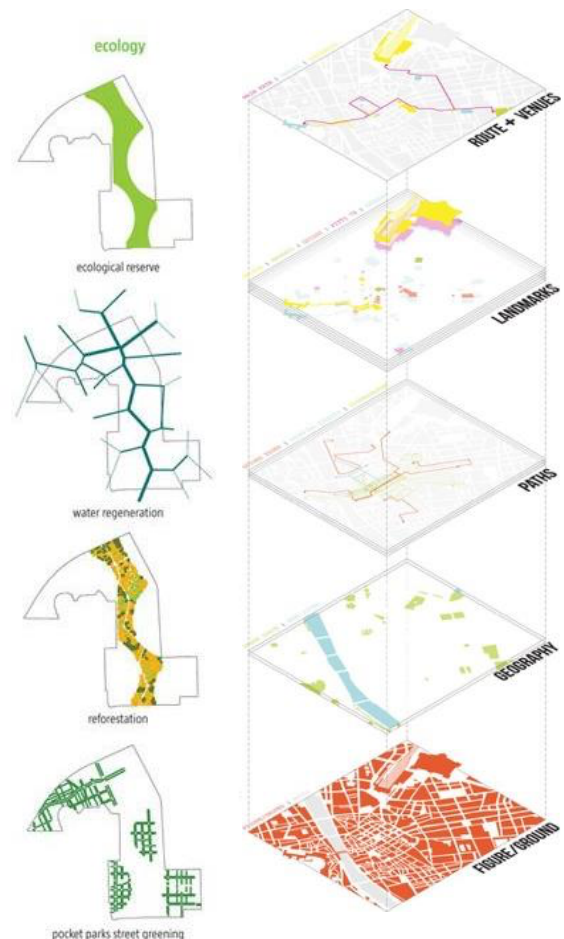 ecology
ecological reserve
water regeneration
reforestation
pocket parks street greening
ROUTE + VENUES
LANDMARKS
PATHS
GEOGRAPHY
FIGURE/GROUND